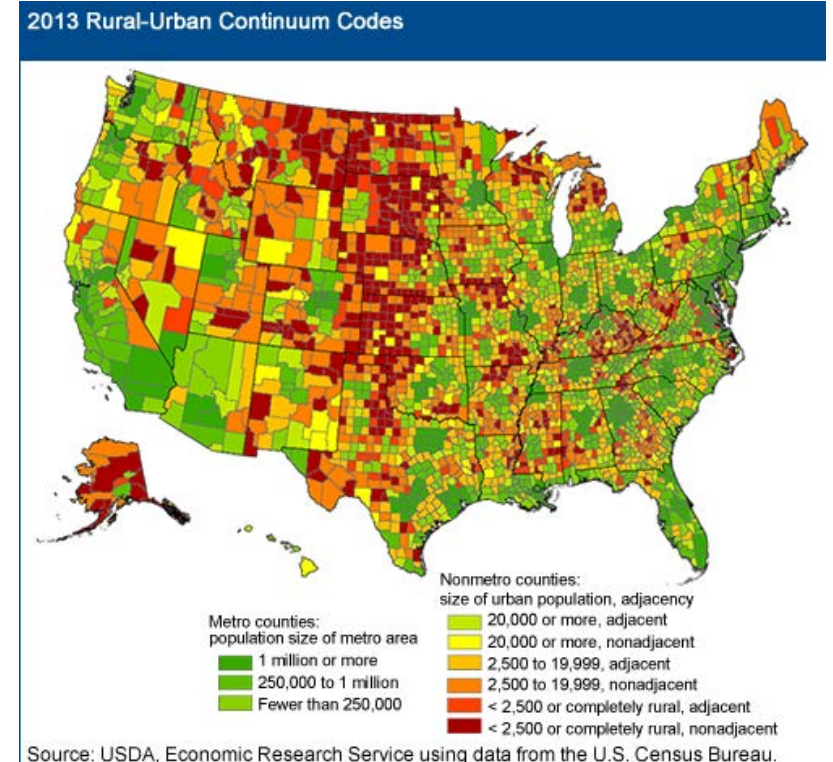 2013 Rural-Urban Continuum Codes
Metro counties:
population size of metro area
1 million or more
250,000 to 1 million
Fewer than 250,000
Nonmetro counties:
size of urban population, adjacency
20,000 or more, adjacent
20,000 or more, nonadjacent
2,500 to 19,999, adjacent
2,500 to 19,999, nonadjacent
< 2,500 or completely rural, adjacent
< 2,500 or completely rural, nonadjacent
Source: USDA, Economic Research Service using data from the U.S. Census Bureau.